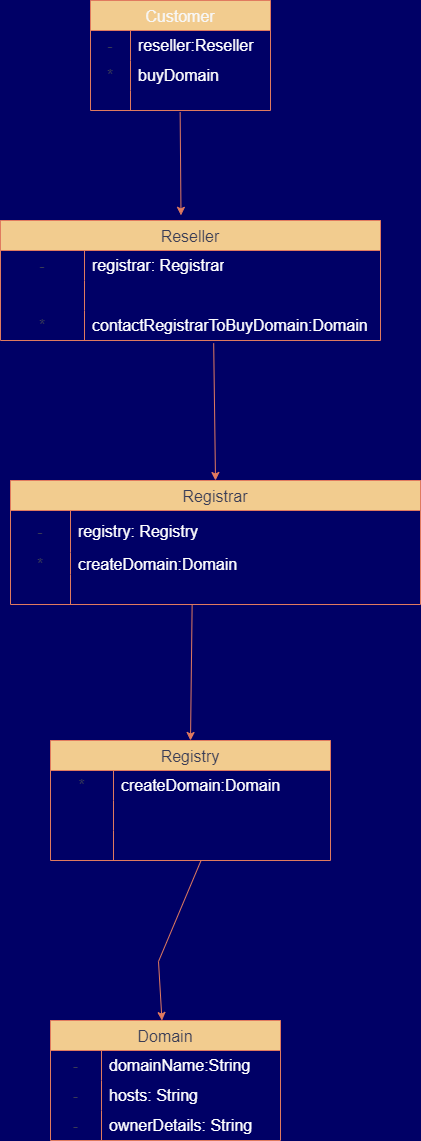 Customer
- reseller:Reseller
* buyDomain
Reseller
- registrar: Registrar
* contactRegistrarToBuyDomain:Domain
Registrar
- registry: Registry
* createDomain:Domain
Registry
* createDomain:Domain
Domain
- domainName:String
- hosts: String
- ownerDetails: String